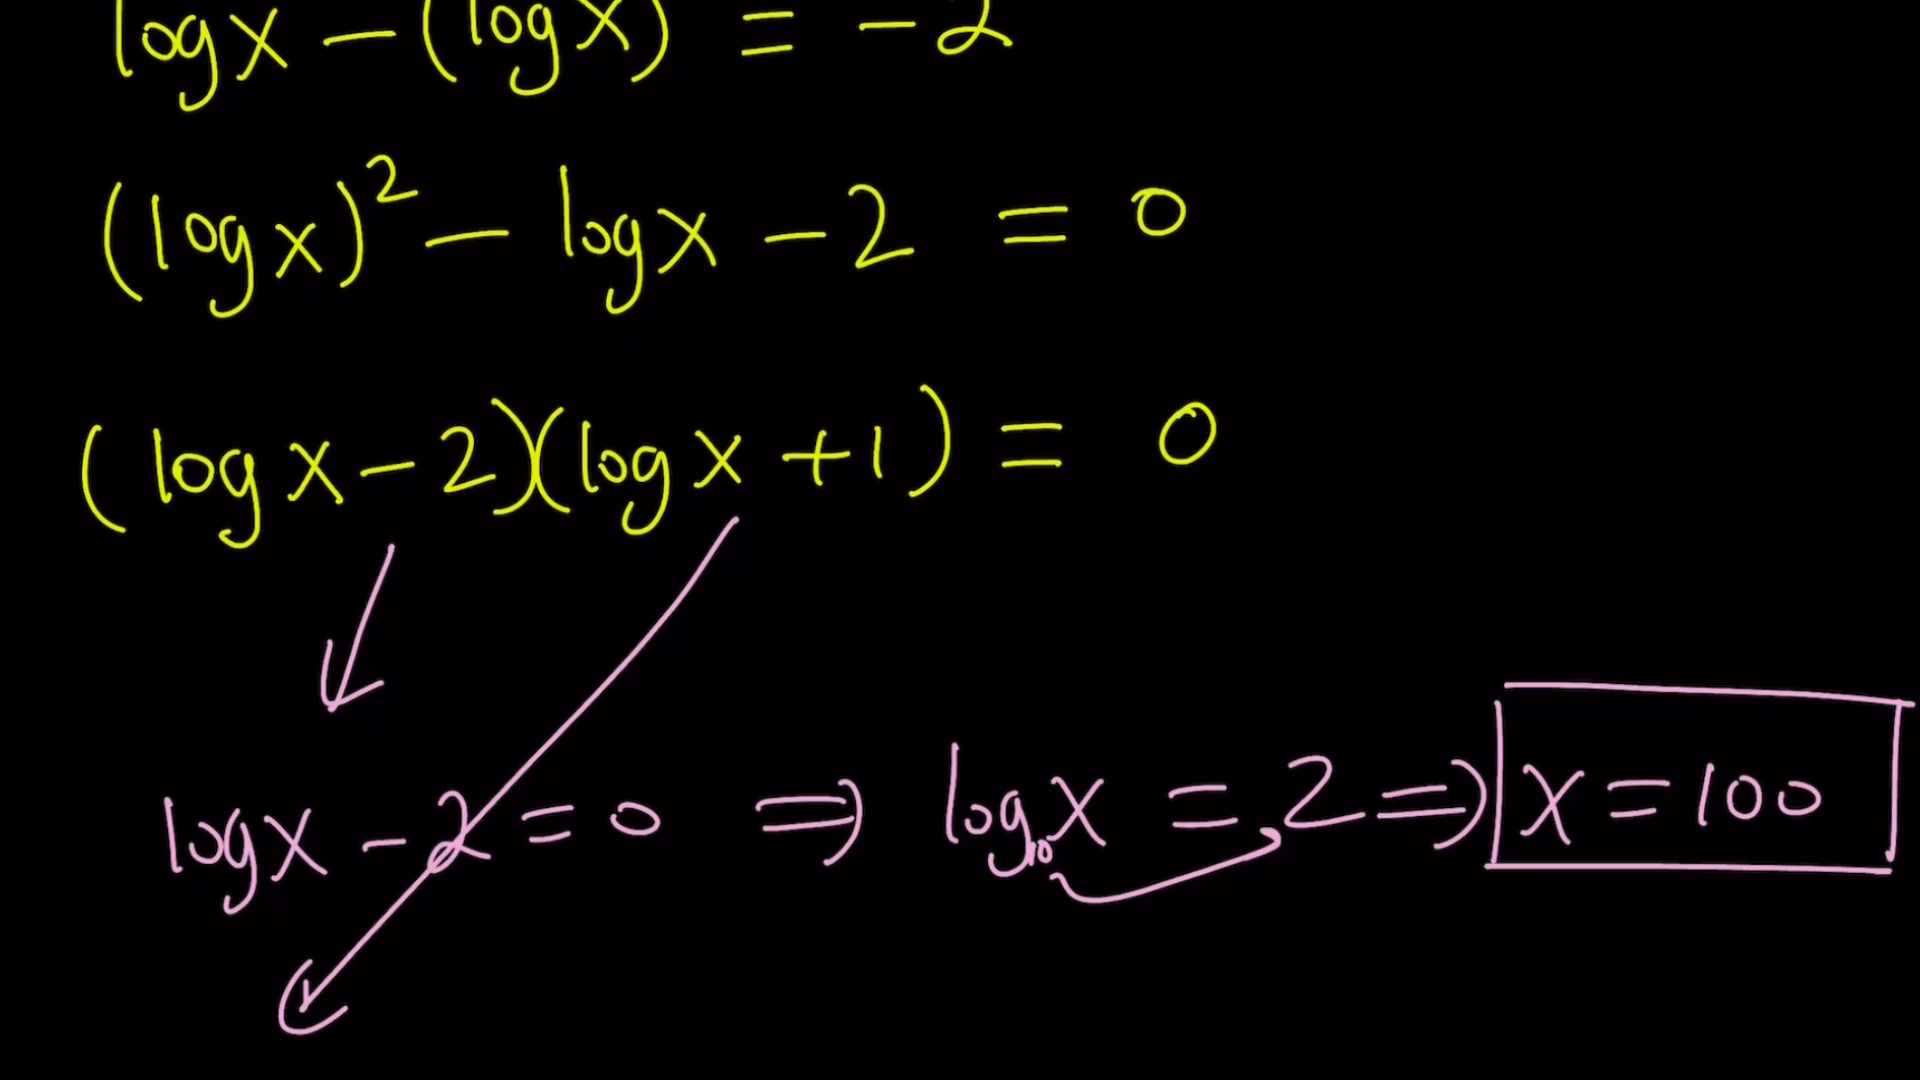 log x - (log x) = -2
(log x)² - log x - 2 = 0
(log x - 2)(log x + 1) = 0
log x - 2 = 0 ⇒ log₁₀ x = 2 ⇒ x = 100